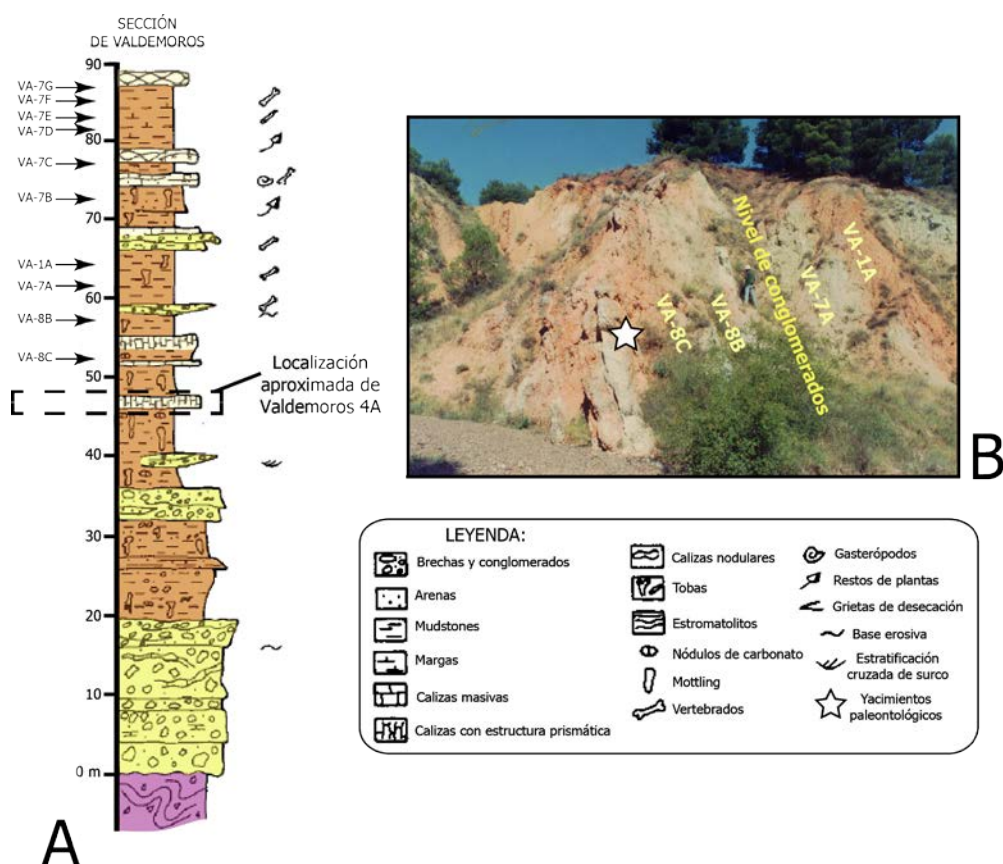 SECCIÓN
DE VALDEMOROS
90
VA-7G
VA-7F
VA-7E
VA-7D
80
VA-7C
VA-7B
70
VA-1A
VA-7A
60
VA-8B
VA-8C
50
Localización
aproximada de
Valdemoros 4A
40
30
20
10
0 m
A
VA-8C
VA-8B
Nivel de conglomerados
VA-7A
VA-1A
B
LEYENDA:
Brechas y conglomerados
Arenas
Mudstones
Margas
Calizas masivas
Calizas con estructura prismática
Calizas nodulares
Tobas
Estromatolitos
Nódulos de carbonato
Mottling
Vertebrados
Gasterópodos
Restos de plantas
Grietas de desecación
Base erosiva
Estratificación
cruzada de surco
Yacimientos
paleontológicos